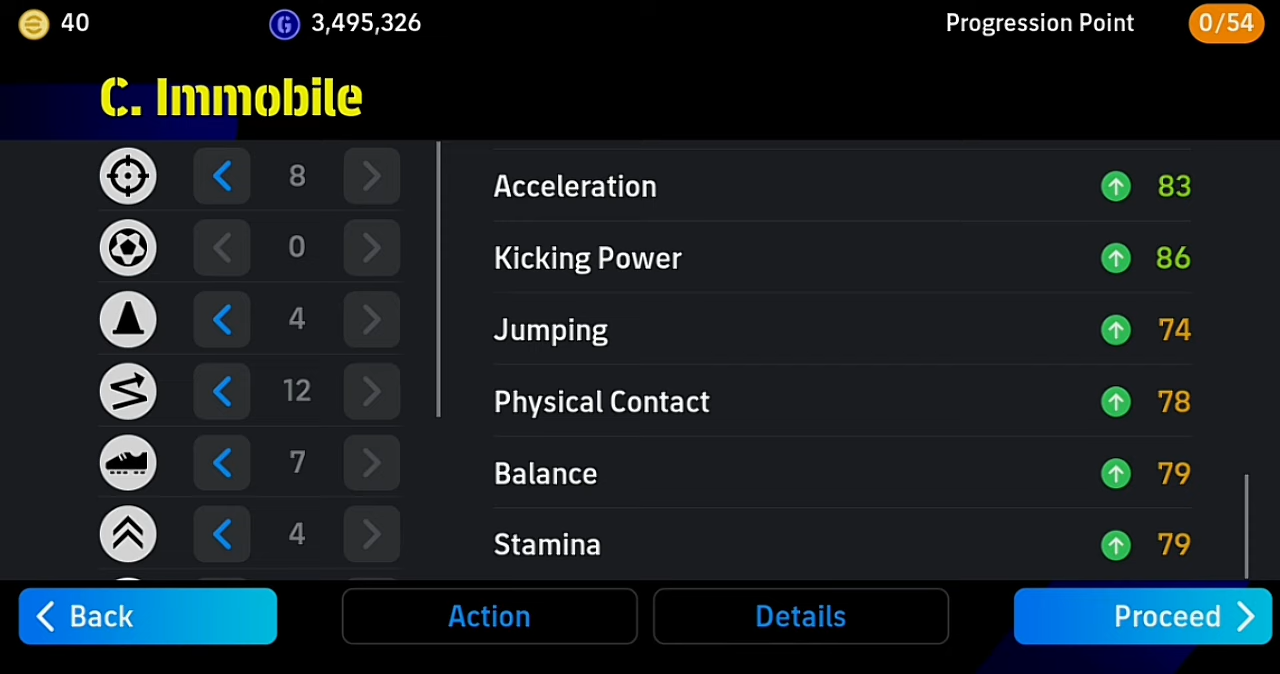 40 3,495,326 Progression Point 0/54
C. Immobile
8
Acceleration 83
0
Kicking Power 86
4
Jumping 74
12
Physical Contact 78
7
Balance 79
4
Stamina 79
Back Action Details Proceed